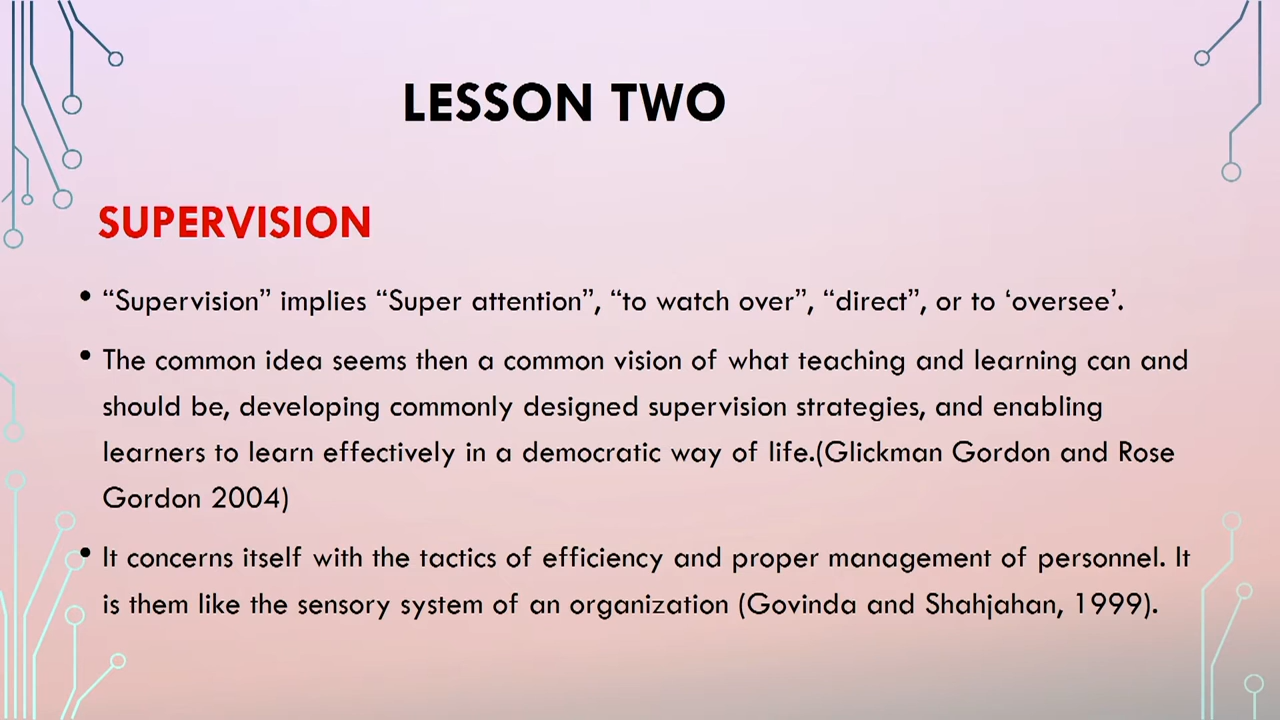 LESSON TWO
SUPERVISION
• “Supervision” implies “Super attention”, “to watch over”, “direct”, or to ‘oversee’.
• The common idea seems then a common vision of what teaching and learning can and
should be, developing commonly designed supervision strategies, and enabling
learners to learn effectively in a democratic way of life.(Glickman Gordon and Rose
Gordon 2004)
• It concerns itself with the tactics of efficiency and proper management of personnel. It
is them like the sensory system of an organization (Govinda and Shahjahan, 1999).